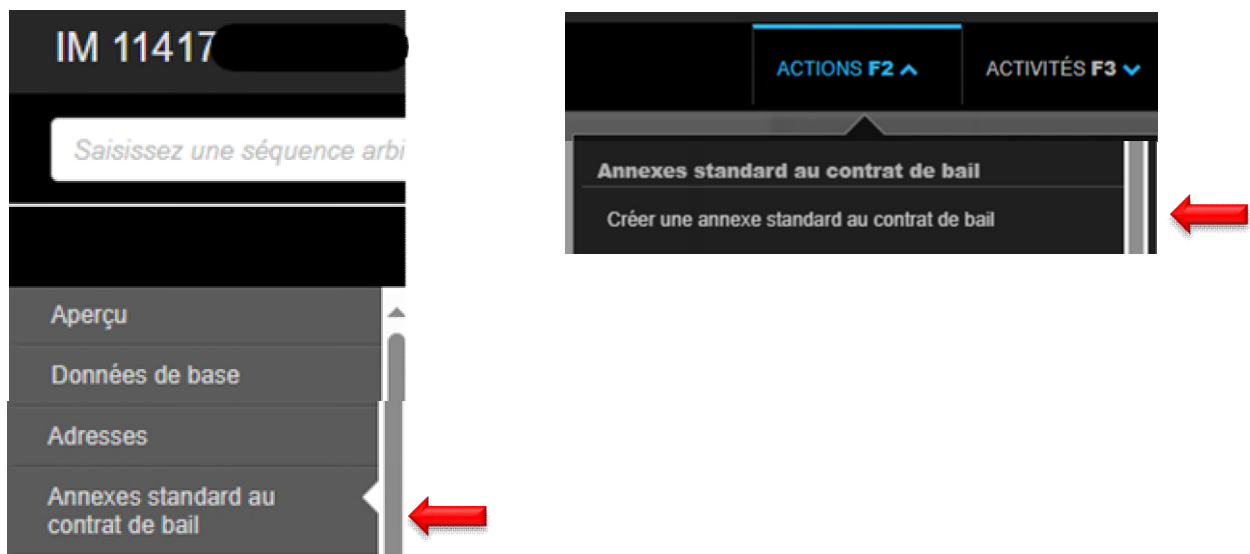 IM 11417
Saisissez une séquence arbi
Aperçu
Données de base
Adresses
Annexes standard au
contrat de bail
ACTIONS F2
ACTIVITÉS F3
Annexes standard au contrat de bail
Créer une annexe standard au contrat de bail